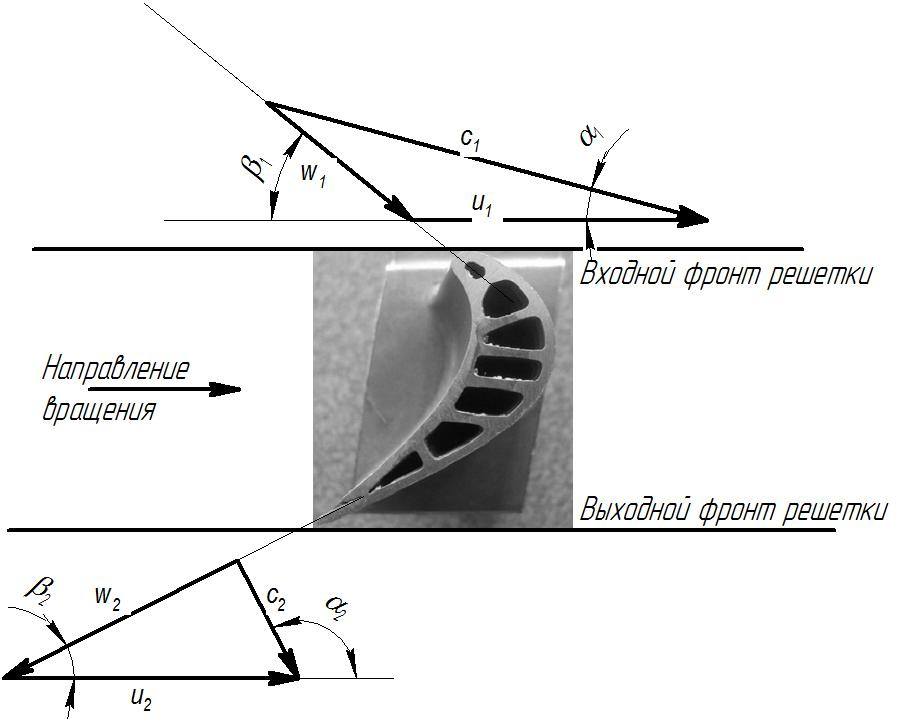 c1
α1
β1
w1
u1
Входной фронт решетки
Направление
вращения
Выходной фронт решетки
β2
w2
c2
α2
u2